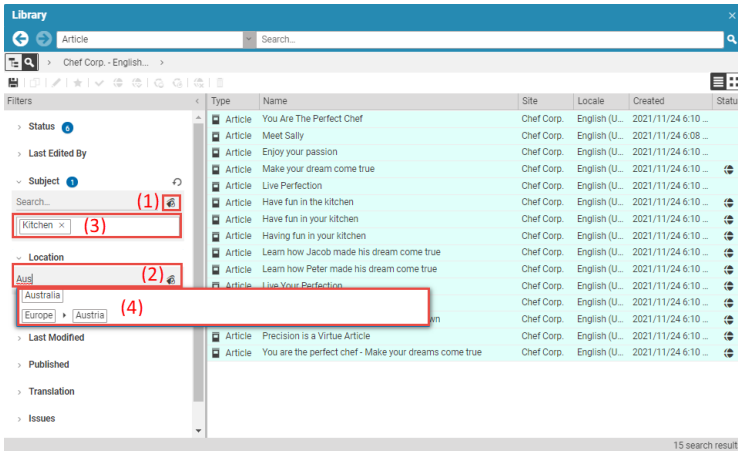 Library
Article Search...
Chef Corp. - English...
Filters
Type Name Site Locale Created Statu
Status 6
Last Edited By
Subject 1
Search... (1)
Kitchen × (3)
Location
Aus (2)
Australia
Europe Austria (4)
Last Modified
Published
Translation
Issues
Article You Are The Perfect Chef Chef Corp. English (U... 2021/11/24 6:10 ...
Article Meet Sally Chef Corp. English (U... 2021/11/24 6:08 ...
Article Enjoy your passion Chef Corp. English (U... 2021/11/24 6:10 ...
Article Make your dream come true Chef Corp. English (U... 2021/11/24 6:10 ...
Article Live Perfection Chef Corp. English (U... 2021/11/24 6:10 ...
Article Have fun in the kitchen Chef Corp. English (U... 2021/11/24 6:10 ...
Article Have fun in your kitchen Chef Corp. English (U... 2021/11/24 6:10 ...
Article Having fun in your kitchen Chef Corp. English (U... 2021/11/24 6:10 ...
Article Learn how Jacob made his dream come true Chef Corp. English (U... 2021/11/24 6:10 ...
Article Learn how Peter made his dream come true Chef Corp. English (U... 2021/11/24 6:10 ...
Article Live Your Perfection Chef Corp. English (U... 2021/11/24 6:10 ...
Chef Corp. English (U... 2021/11/24 6:10 ...
wn Chef Corp. English (U... 2021/11/24 6:10 ...
Article Precision is a Virtue Article Chef Corp. English (U... 2021/11/24 6:10 ...
Article You are the perfect chef - Make your dreams come true Chef Corp. English (U... 2021/11/24 6:10 ...
15 search result